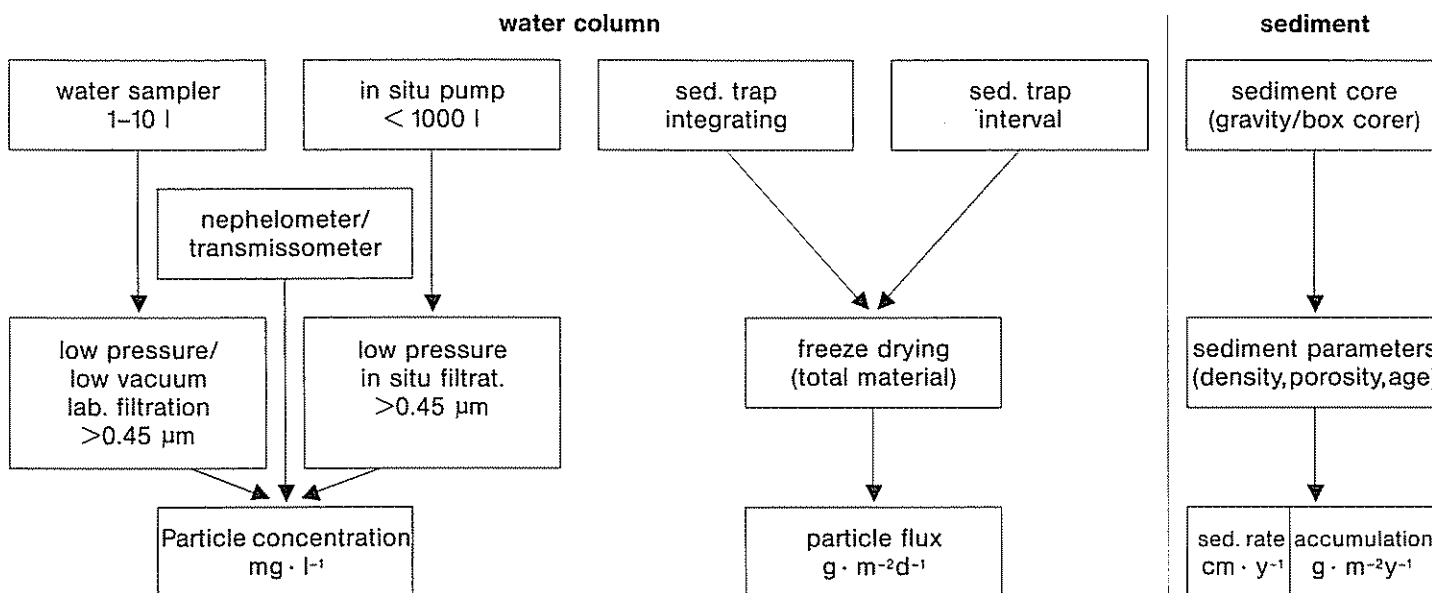 water column
sediment
water sampler
1–10 l
in situ pump
< 1000 l
sed. trap
integrating
sed. trap
interval
sediment core
(gravity/box corer)
nephelometer/
transmissometer
low pressure/
low vacuum
lab. filtration
>0.45 µm
low pressure
in situ filtrat.
>0.45 µm
freeze drying
(total material)
sediment parameters
(density,porosity,age)
Particle concentration
mg · l⁻¹
particle flux
g · m⁻²d⁻¹
sed. rate
cm · y⁻¹
accumulation
g · m⁻²y⁻¹